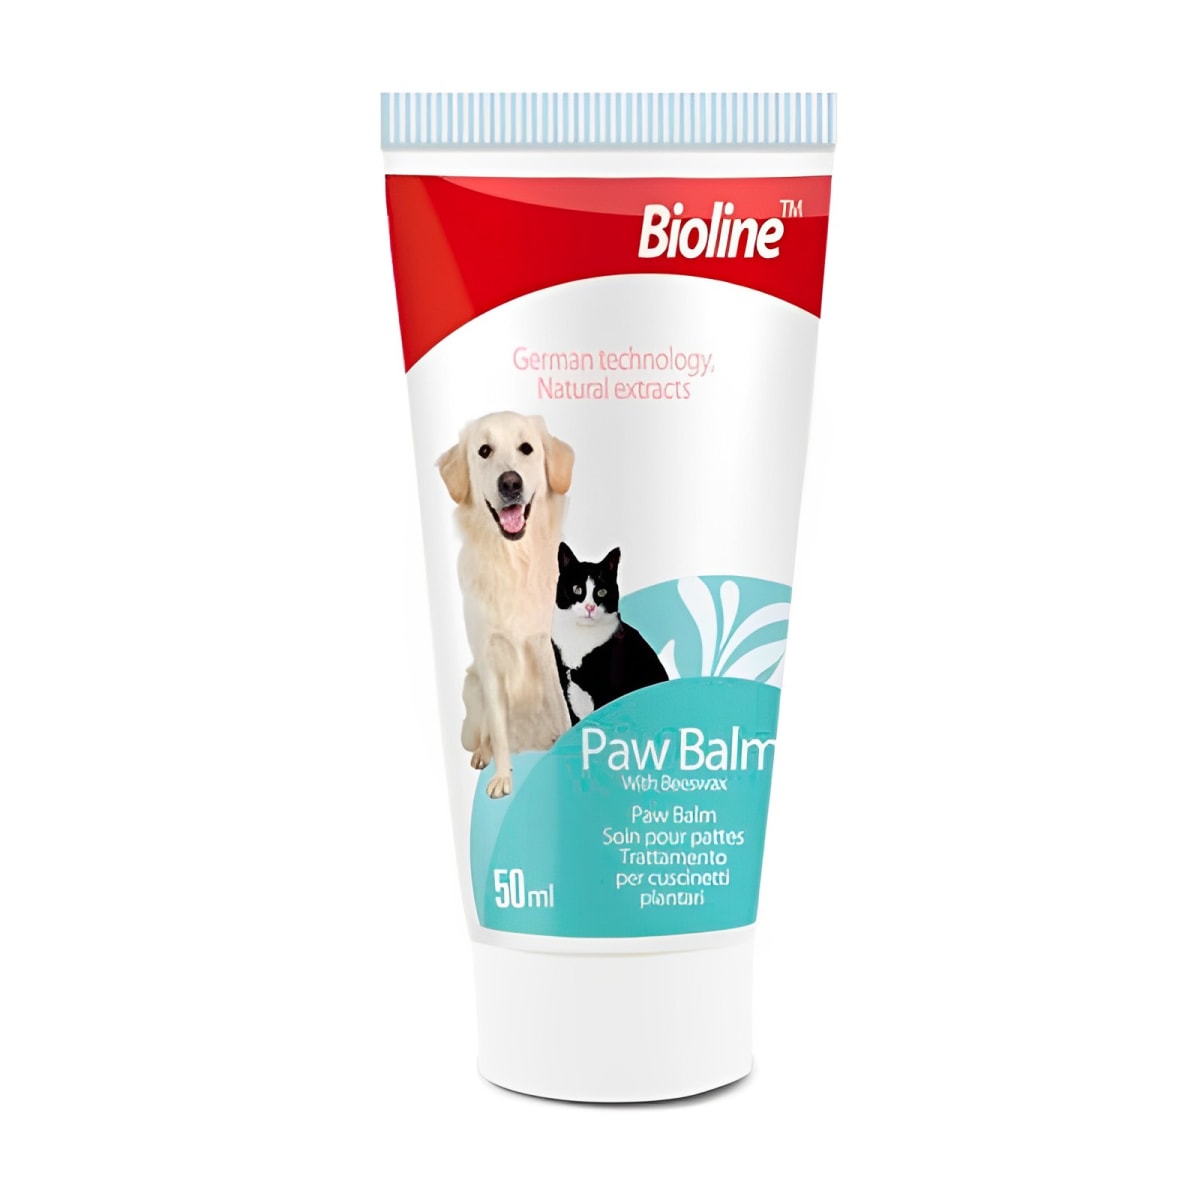 Bioline™
German technology,
Natural extracts
Paw Balm
With Beeswax
Paw Balm
Soin pour pattes
Trattamento
per cuscinetti
plantari
50ml